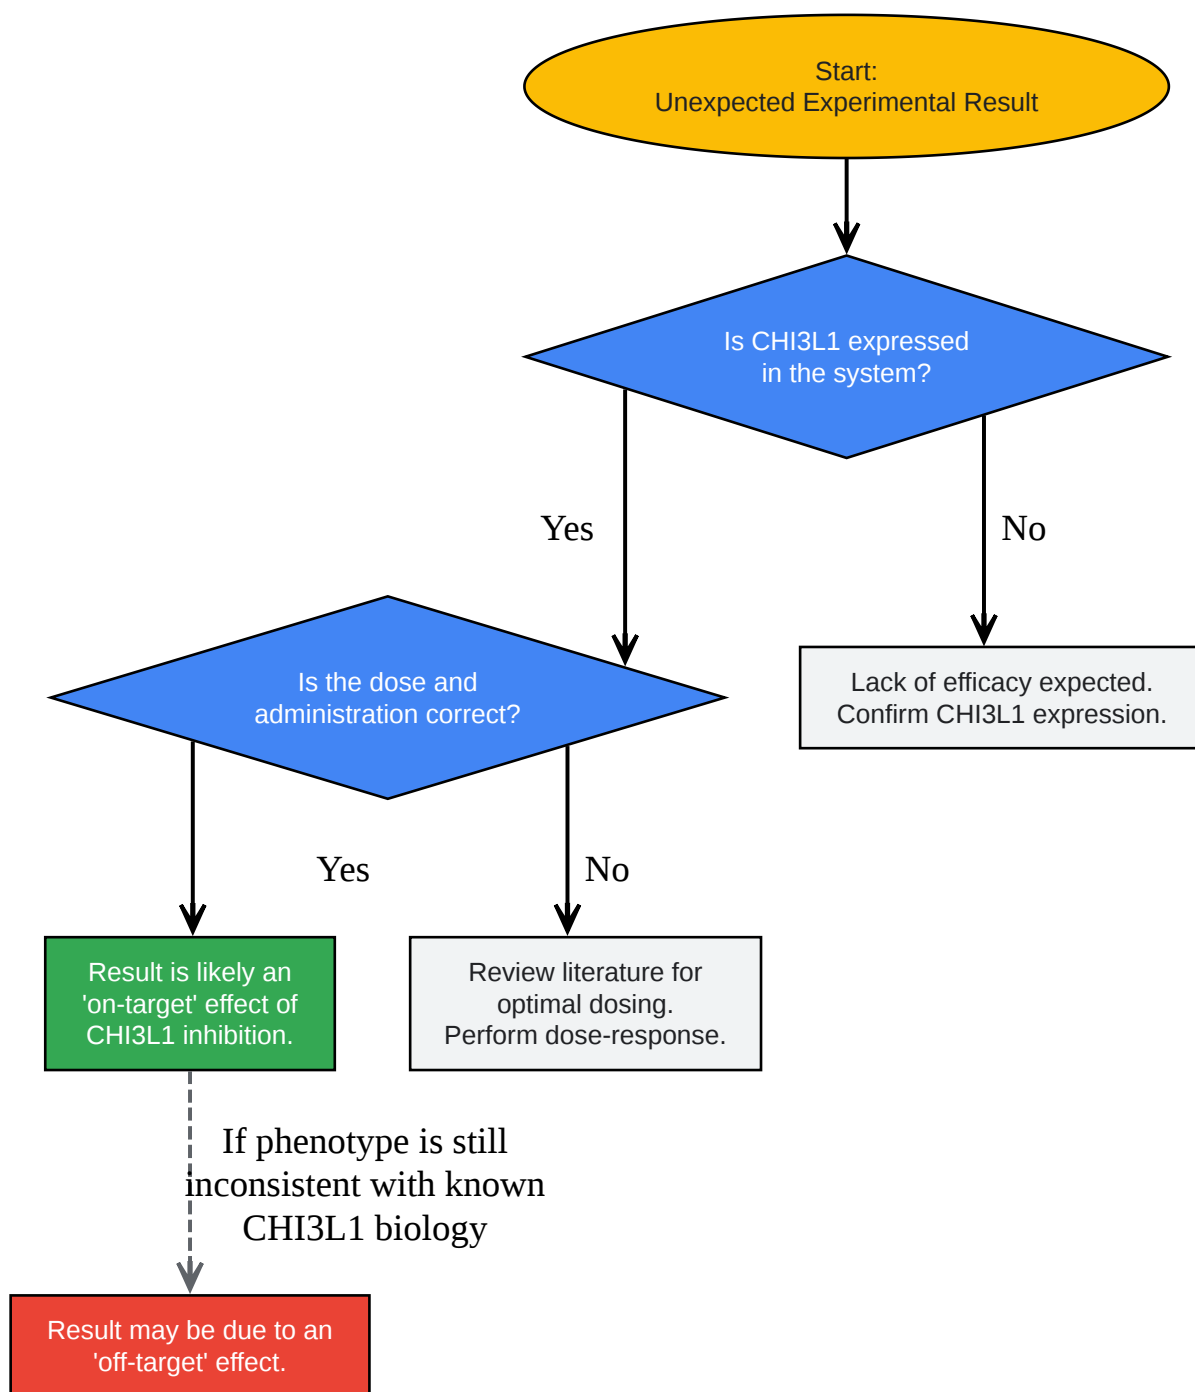 Start:
Unexpected Experimental Result
Is CHI3L1 expressed
in the system?
Yes
No
Is the dose and
administration correct?
Lack of efficacy expected.
Confirm CHI3L1 expression.
Yes
No
Result is likely an
'on-target' effect of
CHI3L1 inhibition.
Review literature for
optimal dosing.
Perform dose-response.
If phenotype is still
inconsistent with known
CHI3L1 biology
Result may be due to an
'off-target' effect.